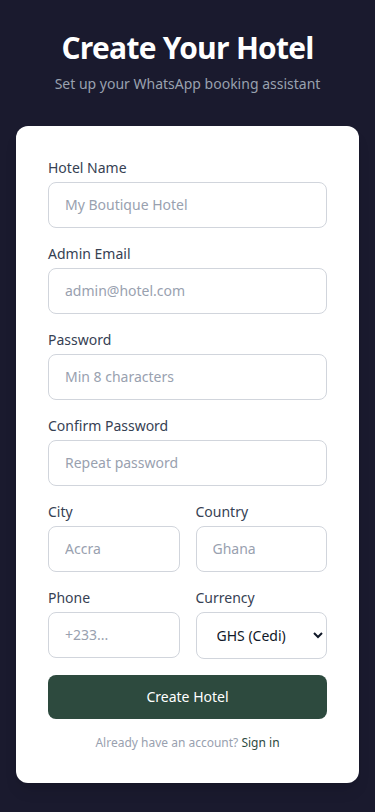 Create Your Hotel
Set up your WhatsApp booking assistant
Hotel Name
My Boutique Hotel
Admin Email
admin@hotel.com
Password
Min 8 characters
Confirm Password
Repeat password
City Country
Accra Ghana
Phone Currency
+233... GHS (Cedi)
Create Hotel
Already have an account? Sign in